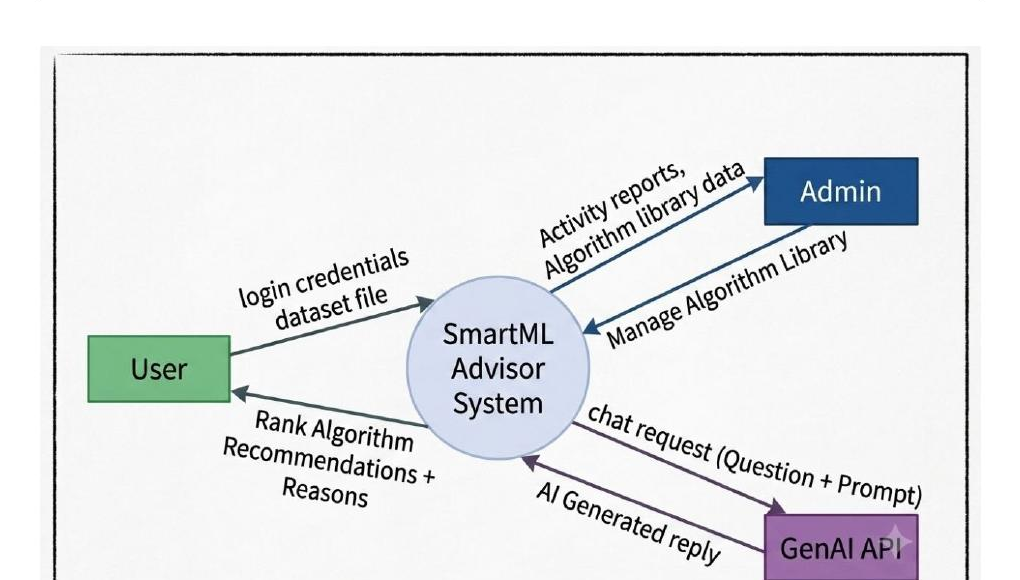 Activity reports,
Algorithm library data
Admin
Manage Algorithm Library
login credentials
dataset file
User
SmartML
Advisor
System
Rank Algorithm
Recommendations +
Reasons
chat request (Question + Prompt)
AI Generated reply
GenAI API